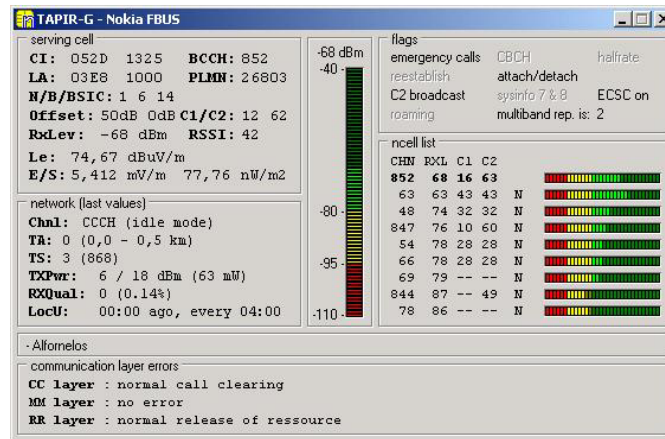 TAPIR-G - Nokia FBUS
serving cell
CI: 052D 1325 BCCH: 852
LA: 03E8 1000 PLMN: 26803
N/B/BSIC: 1 6 14
Offset: 50dB 0dB C1/C2: 12 62
RxLev: -68 dBm RSSI: 42
Le: 74,67 dBuV/m
E/S: 5,412 mV/m 77,76 nW/m2
network (last values)
Chnl: CCCH (idle mode)
TA: 0 (0,0 - 0,5 km)
TS: 3 (868)
TXPwr: 6 / 18 dBm (63 mW)
RXQual: 0 (0.14%)
LocU: 00:00 ago, every 04:00
-68 dBm
-40 -
-80 -
-95 -
-110 -
flags
emergency calls CBCH halfrate
reestablish attach/detach
C2 broadcast sysinfo 7 & 8 ECSC on
roaming multiband rep. is: 2
ncell list
CHN RXL C1 C2
852 68 16 63
63 63 43 43 N
48 74 32 32 N
847 76 10 60 N
54 78 28 28 N
66 78 28 28 N
69 79 -- -- N
844 87 -- 49 N
78 86 -- -- N
- Alfornelos
communication layer errors
CC layer : normal call clearing
MM layer : no error
RR layer : normal release of ressource